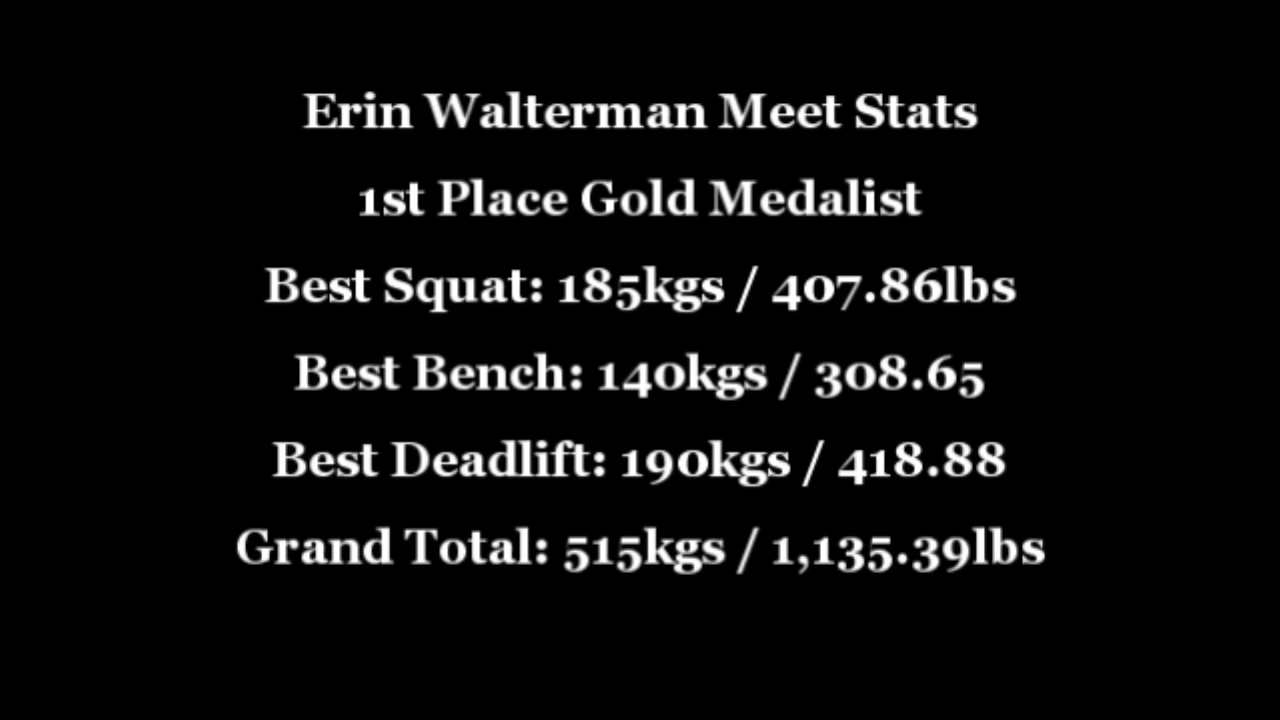 Erin Walterman Meet Stats
1st Place Gold Medalist
Best Squat: 185kgs / 407.86lbs
Best Bench: 140kgs / 308.65
Best Deadlift: 190kgs / 418.88
Grand Total: 515kgs / 1,135.39lbs